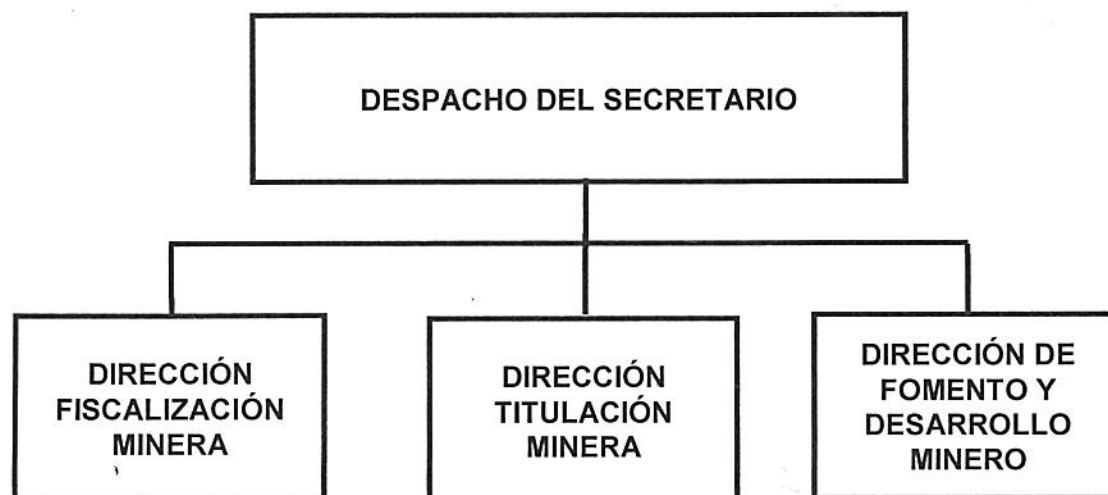 DESPACHO DEL SECRETARIO
DIRECCIÓN
FISCALIZACIÓN
MINERA
DIRECCIÓN
TITULACIÓN
MINERA
DIRECCIÓN DE
FOMENTO Y
DESARROLLO
MINERO